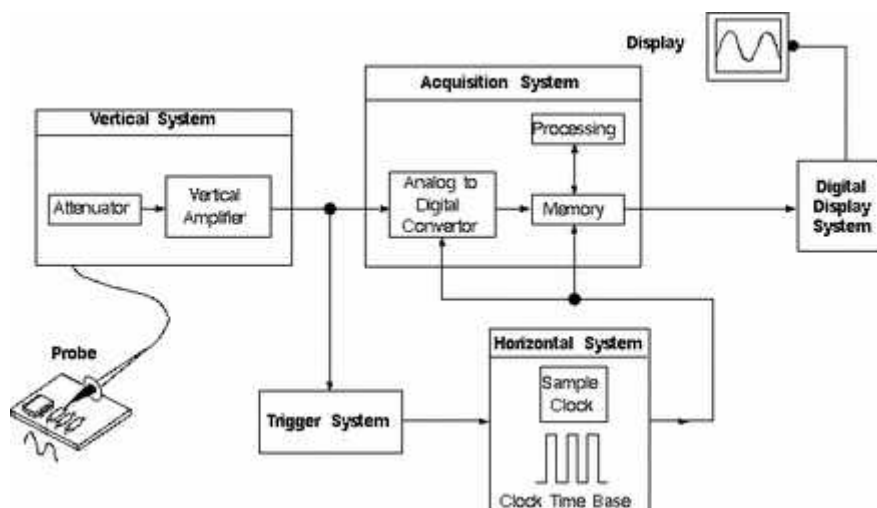 Display
Acquisition System
Vertical System
Processing
Attenuator
Vertical
Amplifier
Analog to
Digital
Convertor
Memory
Digital
Display
System
Probe
Horizontal System
Sample
Clock
Trigger System
Clock Time Base